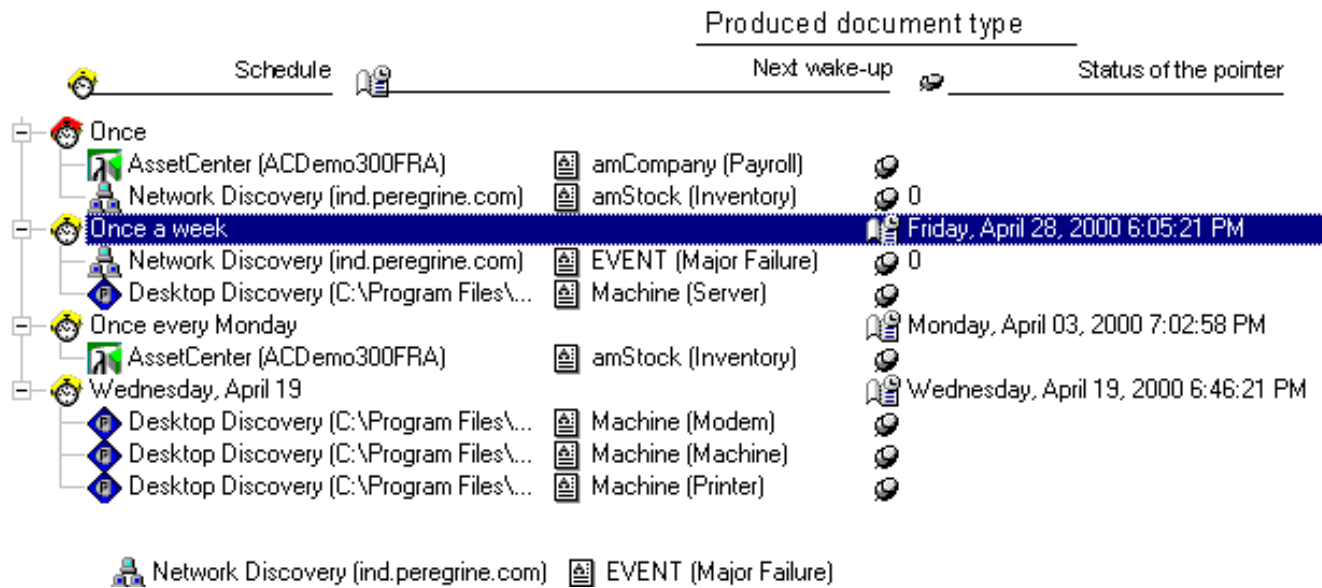 Produced document type
Schedule Next wake-up Status of the pointer
Once
AssetCenter (ACDemo300FRA) amCompany (Payroll)
Network Discovery (ind.peregrine.com) amStock (Inventory) 0
Once a week Friday, April 28, 2000 6:05:21 PM
Network Discovery (ind.peregrine.com) EVENT (Major Failure) 0
Desktop Discovery (C:\Program Files\... Machine (Server)
Once every Monday Monday, April 03, 2000 7:02:58 PM
AssetCenter (ACDemo300FRA) amStock (Inventory)
Wednesday, April 19 Wednesday, April 19, 2000 6:46:21 PM
Desktop Discovery (C:\Program Files\... Machine (Modem)
Desktop Discovery (C:\Program Files\... Machine (Machine)
Desktop Discovery (C:\Program Files\... Machine (Printer)
Network Discovery (ind.peregrine.com) EVENT (Major Failure)